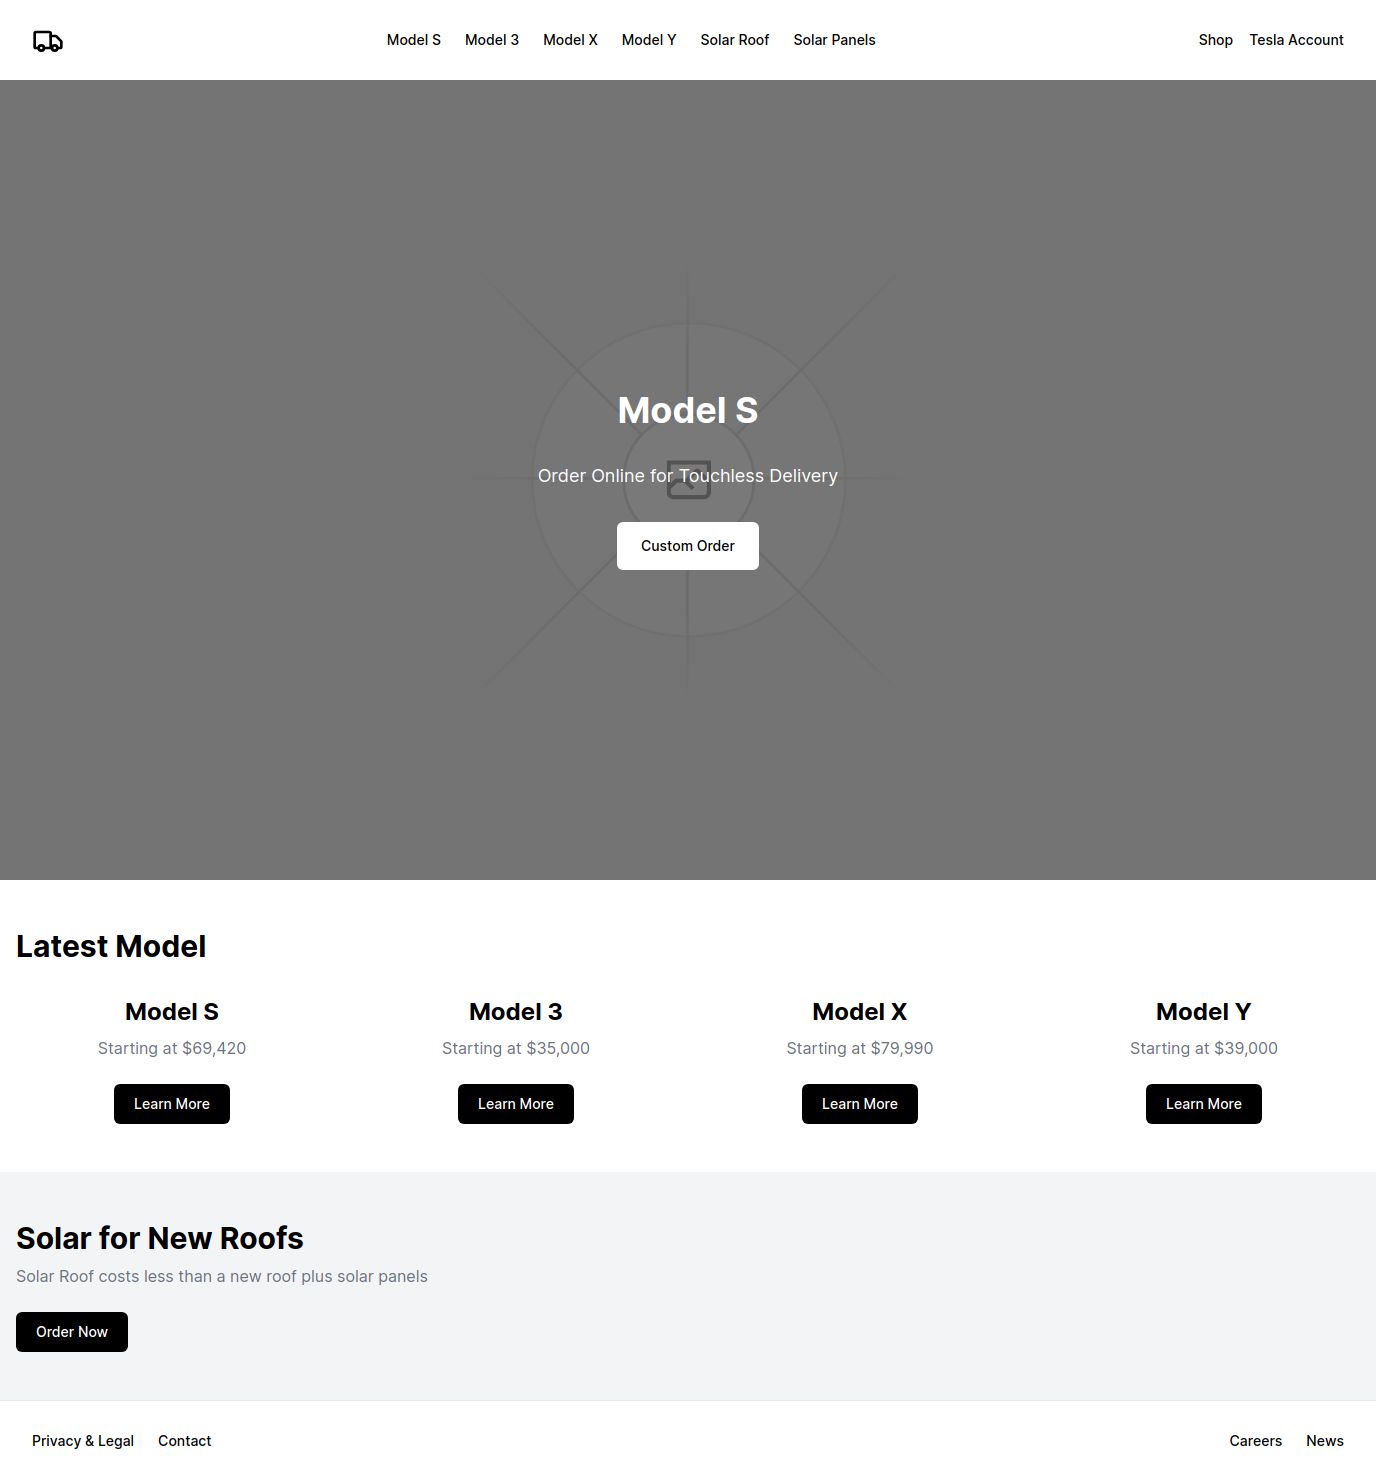 Model S Model 3 Model X Model Y Solar Roof Solar Panels Shop Tesla Account
Model S
Order Online for Touchless Delivery
Custom Order
Latest Model
Model S Model 3 Model X Model Y
Starting at $69,420 Starting at $35,000 Starting at $79,990 Starting at $39,000
Learn More Learn More Learn More Learn More
Solar for New Roofs
Solar Roof costs less than a new roof plus solar panels
Order Now
Privacy & Legal Contact Careers News